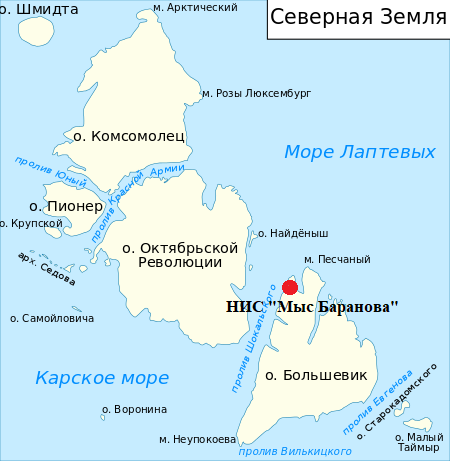 о. Шмидта
м. Арктический
Северная Земля
м. Розы Люксембург
о. Комсомолец
Море Лаптевых
пролив Юный
пролив Красной Армии
о. Пионер
о. Крупской
о. Найдёныш
о. Октябрьской
Революции
м. Песчаный
арх. Седова
НИС "Мыс Баранова"
о. Самойловича
пролив Шокальского
Карское море
о. Большевик
пролив Евгенова
о. Старокадомского
о. Воронина
м. Неупокоева
о. Малый
Таймыр
пролив Вилькицкого